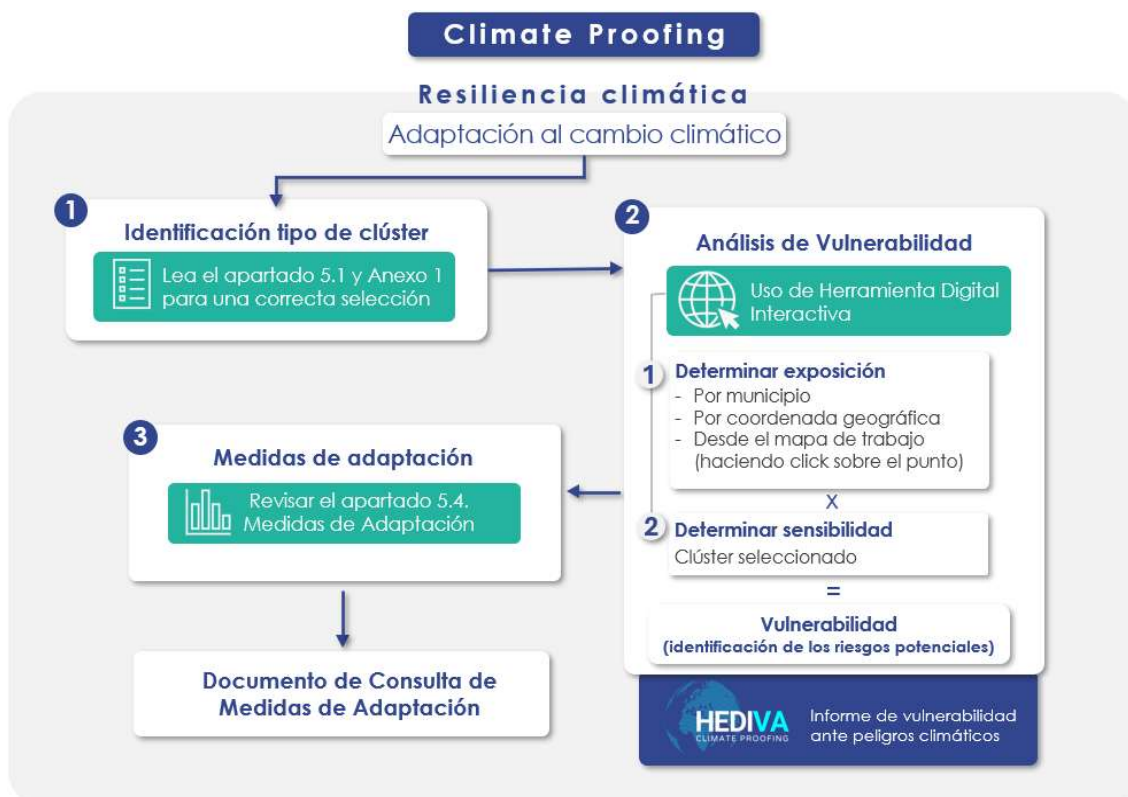 Climate Proofing
Resiliencia climática
Adaptación al cambio climático
1
Identificación tipo de clúster
Lea el apartado 5.1 y Anexo 1
para una correcta selección
2
Análisis de Vulnerabilidad
Uso de Herramienta Digital
Interactiva
1
Determinar exposición
- Por municipio
- Por coordenada geográfica
- Desde el mapa de trabajo
(haciendo click sobre el punto)
x
2
Determinar sensibilidad
Clúster seleccionado
=
Vulnerabilidad
(identificación de los riesgos potenciales)
HEDIVA
CLIMATE PROOFING
Informe de vulnerabilidad
ante peligros climáticos
3
Medidas de adaptación
Revisar el apartado 5.4.
Medidas de Adaptación
Documento de Consulta de
Medidas de Adaptación